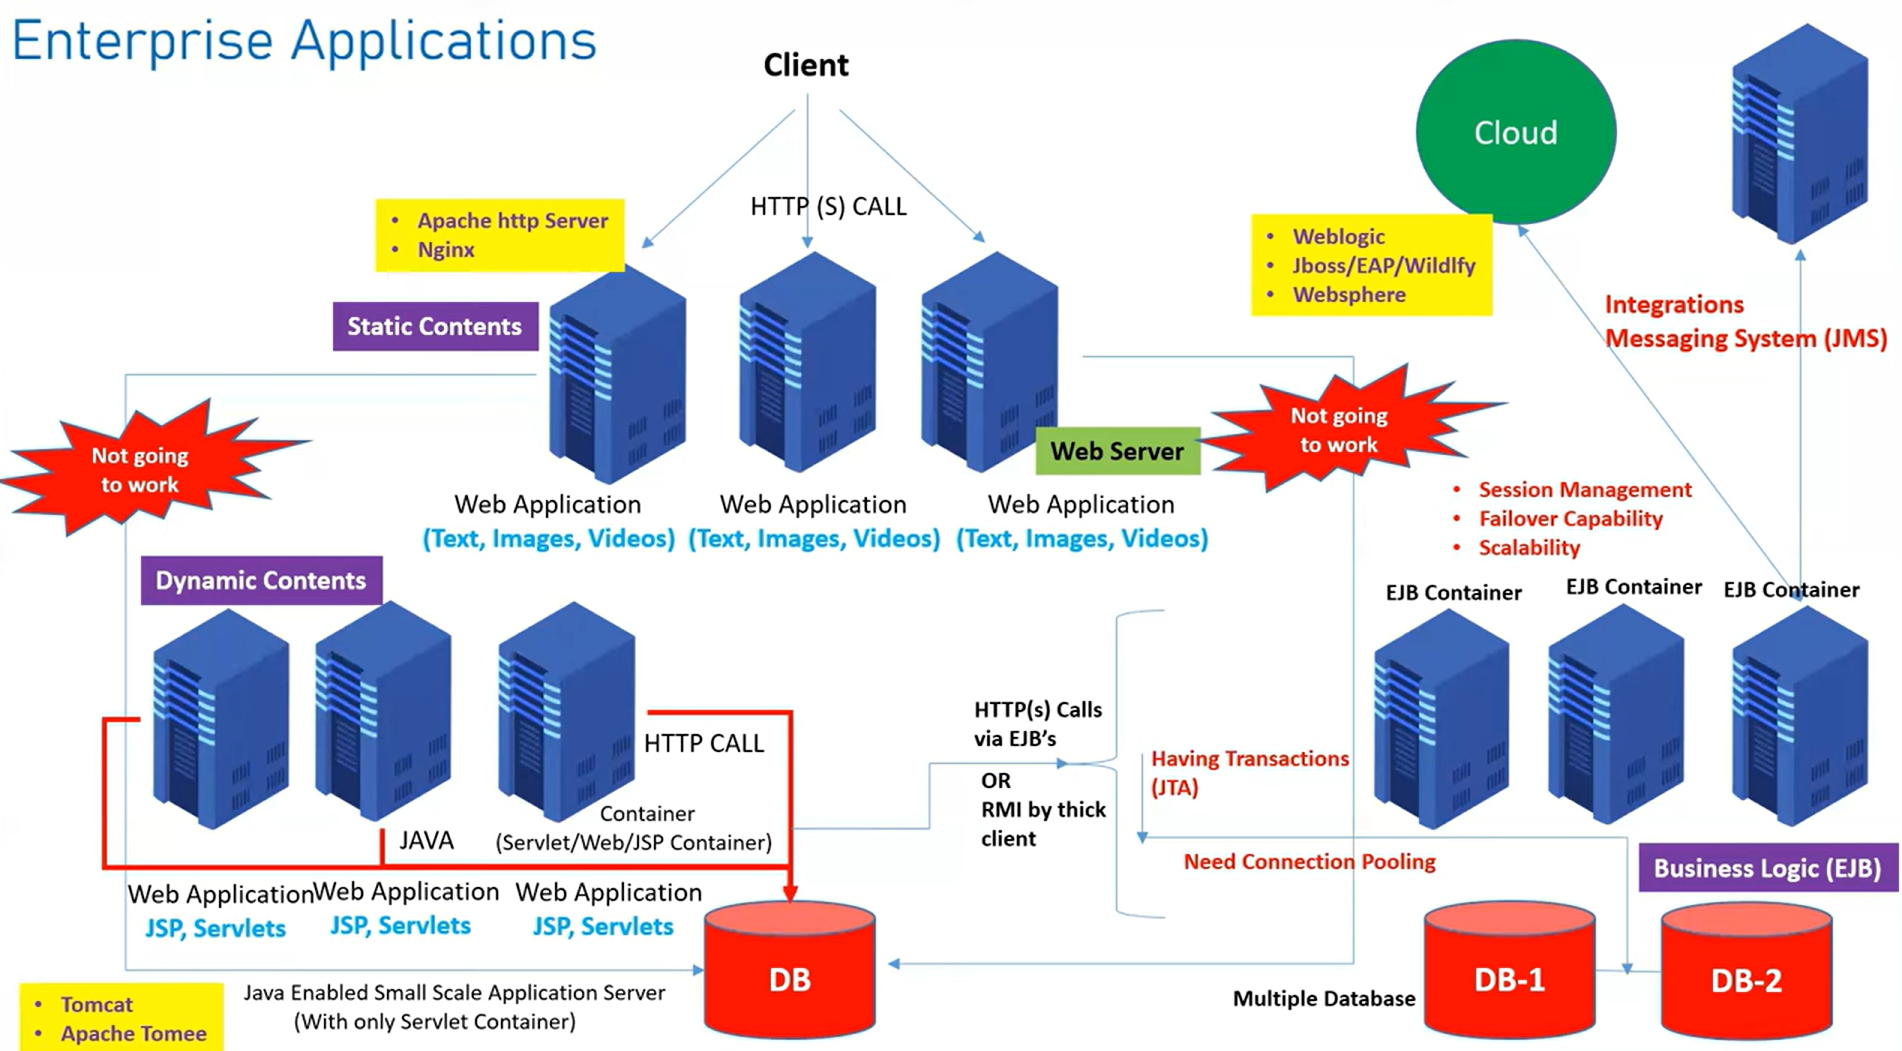 Enterprise Applications
Client
Cloud
HTTP (S) CALL
• Apache http Server
• Nginx
Static Contents
• Weblogic
• Jboss/EAP/Wildlfy
• Websphere
Integrations
Messaging System (JMS)
Not going
to work
Web Server
Not going
to work
Web Application
(Text, Images, Videos)
Web Application
(Text, Images, Videos)
Web Application
(Text, Images, Videos)
• Session Management
• Failover Capability
• Scalability
Dynamic Contents
EJB Container
EJB Container
EJB Container
HTTP CALL
Container
(Servlet/Web/JSP Container)
JAVA
HTTP(s) Calls
via EJB's
OR
RMI by thick
client
Having Transactions
(JTA)
Need Connection Pooling
Business Logic (EJB)
Web Application
JSP, Servlets
Web Application
JSP, Servlets
Web Application
JSP, Servlets
DB
Multiple Database
DB-1
DB-2
• Tomcat
• Apache Tomee
Java Enabled Small Scale Application Server
(With only Servlet Container)